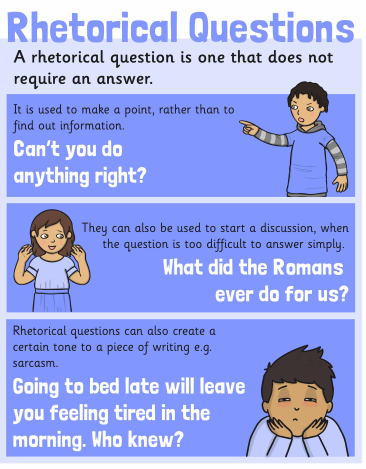 Rhetorical Questions
A rhetorical question is one that does not
require an answer.
It is used to make a point, rather than to
find out information.
Can't you do
anything right?
They can also be used to start a discussion, when
the question is too difficult to answer simply.
What did the Romans
ever do for us?
Rhetorical questions can also create a
certain tone to a piece of writing e.g.
sarcasm.
Going to bed late will leave
you feeling tired in the
morning. Who knew?